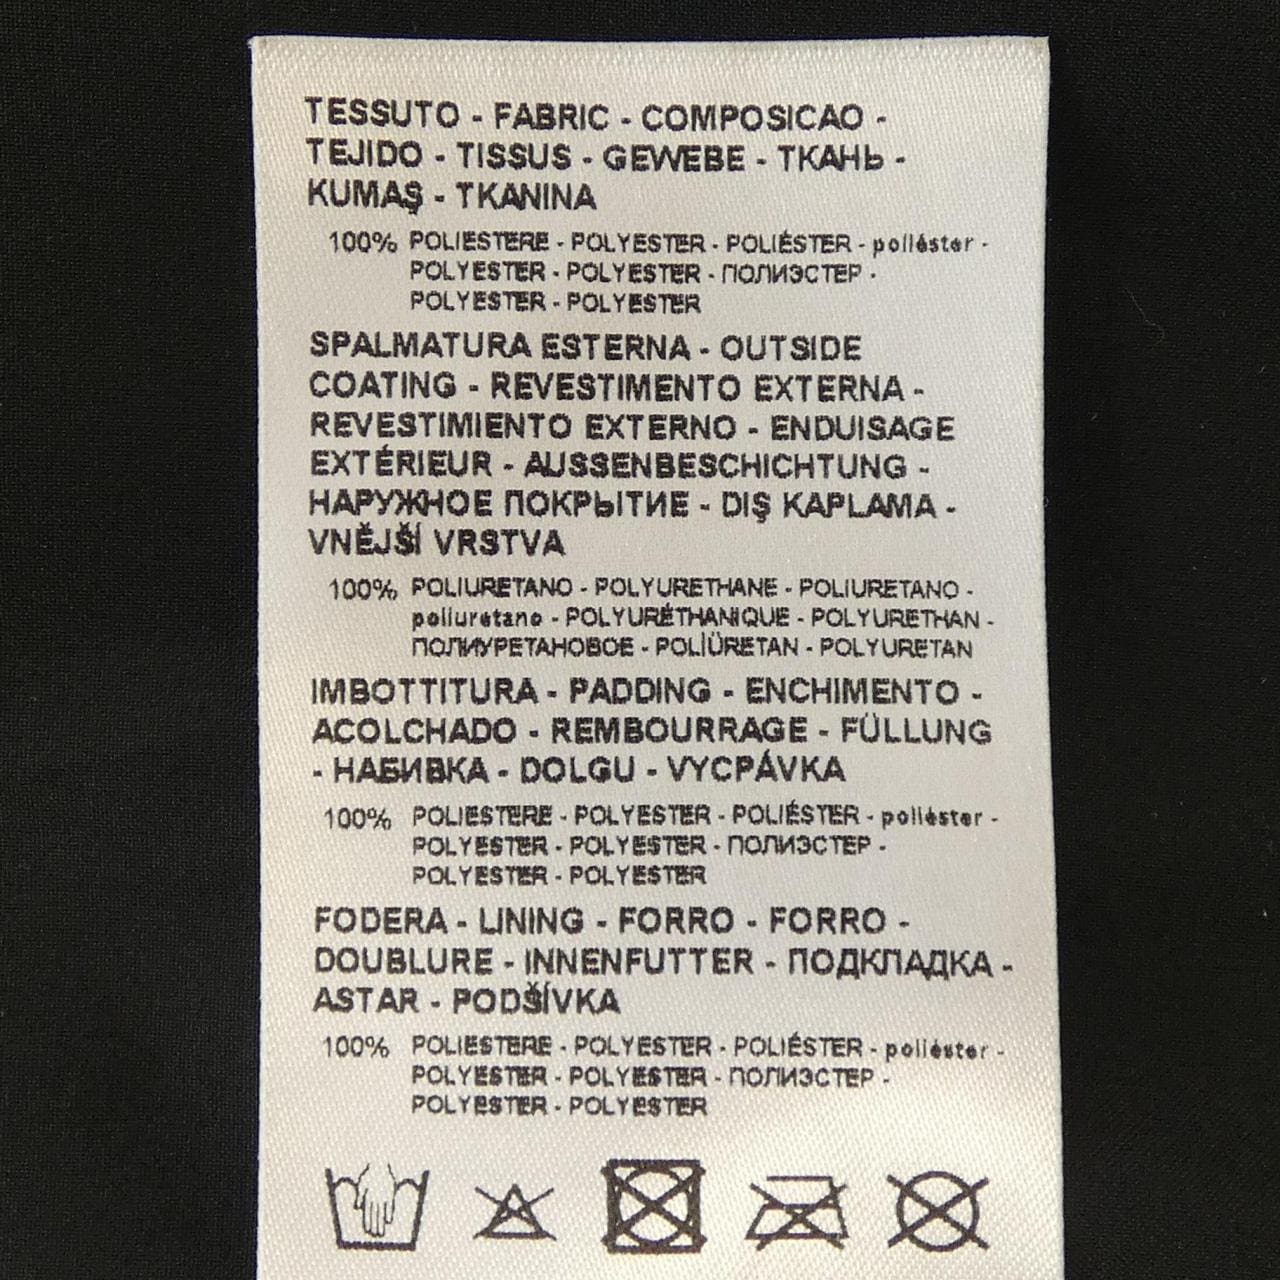 TESSUTO - FABRIC - COMPOSICAO -
TEJIDO - TISSUS - GEWEBE - ТКАНЬ -
KUMAŞ - TKANINA
100% POLIESTERE - POLYESTER - POLIÉSTER - poliéster -
POLYESTER - POLYESTER - ПОЛИЭСТЕР -
POLYESTER - POLYESTER
SPALMATURA ESTERNA - OUTSIDE
COATING - REVESTIMENTO EXTERNA -
REVESTIMIENTO EXTERNO - ENDUISAGE
EXTÉRIEUR - AUSSENBESCHICHTUNG -
НАРУЖНОЕ ПОКРЫТИЕ - DIŞ KAPLAMA -
VNĚJŠÍ VRSTVA
100% POLIURETANO - POLYURETHANE - POLIURETANO -
poliuretano - POLYURÉTHANIQUE - POLYURETHAN -
ПОЛИУРЕТАНОВОЕ - POLİÜRETAN - POLYURETAN
IMBOTTITURA - PADDING - ENCHIMENTO -
ACOLCHADO - REMBOURRAGE - FÜLLUNG
- НАБИВКА - DOLGU - VYCPÁVKA
100% POLIESTERE - POLYESTER - POLIÉSTER - poliéster -
POLYESTER - POLYESTER - ПОЛИЭСТЕР -
POLYESTER - POLYESTER
FODERA - LINING - FORRO - FORRO -
DOUBLURE - INNENFUTTER - ПОДКЛАДКА -
ASTAR - PODŠÍVKA
100% POLIESTERE - POLYESTER - POLIÉSTER - poliéster -
POLYESTER - POLYESTER - ПОЛИЭСТЕР -
POLYESTER - POLYESTER